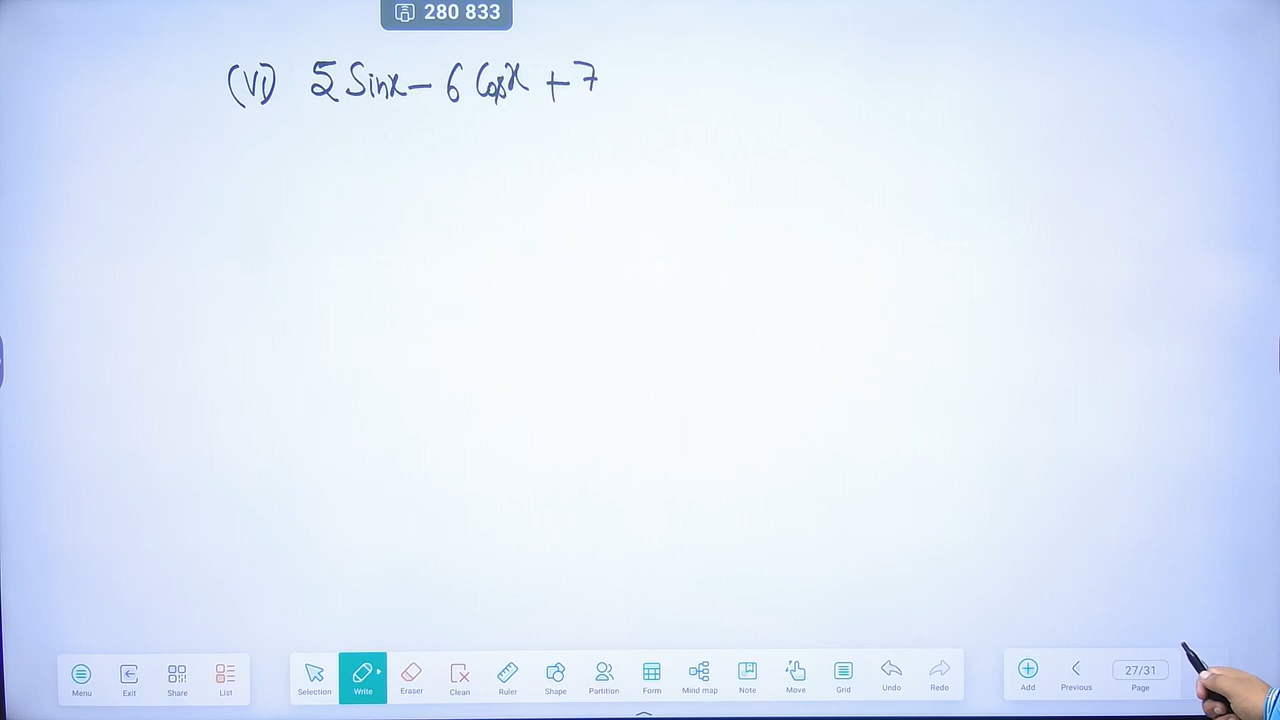 280 833
(vi) 5 Sinx - 6 Cosx + 7
Menu Exit Share List Selection Write Eraser Clean Ruler Shape Partition Form Mind map Note Move Grid Undo Redo Add Previous 27/31 Page